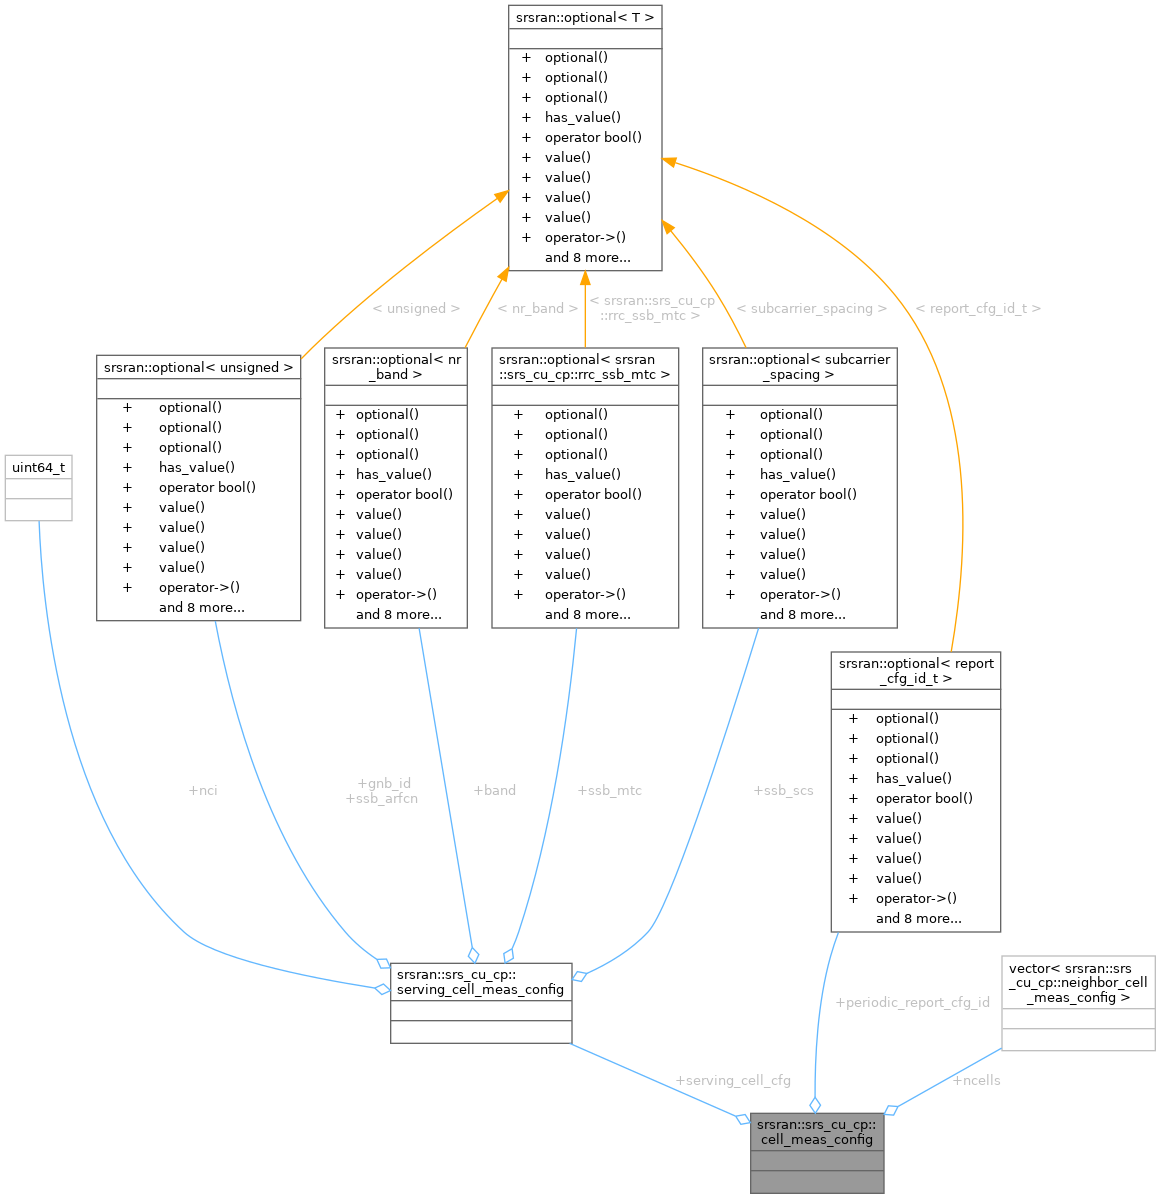 srsran::optional< T >
+ optional()
+ optional()
+ optional()
+ has_value()
+ operator bool()
+ value()
+ value()
+ value()
+ value()
+ operator->()
and 8 more...
< unsigned >
< nr_band >
< srsran::srs_cu_cp
::rrc_ssb_mtc >
< subcarrier_spacing >
< report_cfg_id_t >
srsran::optional< unsigned >
+ optional()
+ optional()
+ optional()
+ has_value()
+ operator bool()
+ value()
+ value()
+ value()
+ value()
+ operator->()
and 8 more...
srsran::optional< nr
_band >
+ optional()
+ optional()
+ optional()
+ has_value()
+ operator bool()
+ value()
+ value()
+ value()
+ value()
+ operator->()
and 8 more...
srsran::optional< srsran
::srs_cu_cp::rrc_ssb_mtc >
+ optional()
+ optional()
+ optional()
+ has_value()
+ operator bool()
+ value()
+ value()
+ value()
+ value()
+ operator->()
and 8 more...
srsran::optional< subcarrier
_spacing >
+ optional()
+ optional()
+ optional()
+ has_value()
+ operator bool()
+ value()
+ value()
+ value()
+ value()
+ operator->()
and 8 more...
uint64_t
srsran::optional< report
_cfg_id_t >
+ optional()
+ optional()
+ optional()
+ has_value()
+ operator bool()
+ value()
+ value()
+ value()
+ value()
+ operator->()
and 8 more...
+nci
+gnb_id
+ssb_arfcn
+band
+ssb_mtc
+ssb_scs
srsran::srs_cu_cp::
serving_cell_meas_config
vector< srsran::srs
_cu_cp::neighbor_cell
_meas_config >
+periodic_report_cfg_id
+serving_cell_cfg
+ncells
srsran::srs_cu_cp::
cell_meas_config